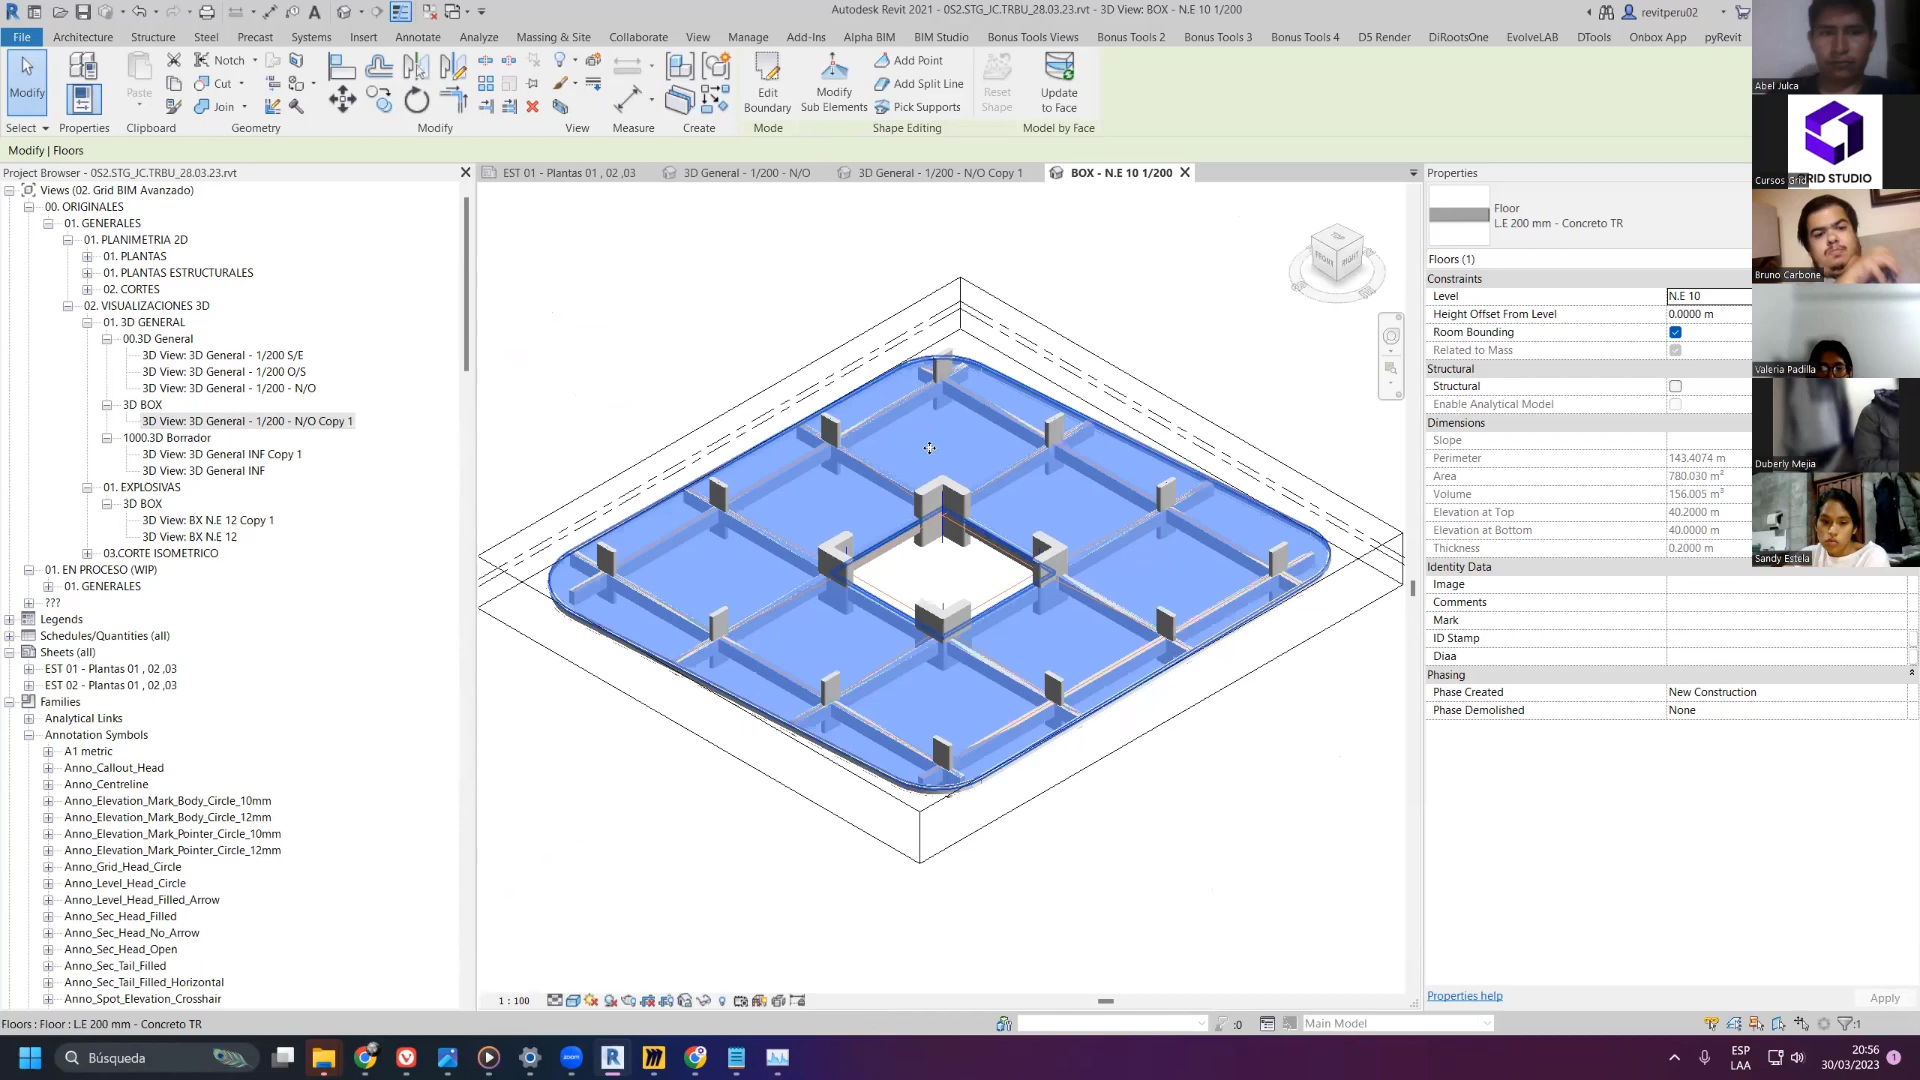 Autodesk Revit 2021 - 0S2.STG_JC.TRBU_28.03.23.rvt - 3D View: BOX - N.E 10 1/200
revitperu02
File Architecture Structure Steel Precast Systems Insert Annotate Analyze Massing & Site Collaborate View Manage Add-Ins Alpha BIM BIM Studio Bonus Tools Views Bonus Tools 2 Bonus Tools 3 Bonus Tools 4 D5 Render DiRootsOne EvolveLAB DTools Onbox App pyRevit
Modify
Paste
Notch
Cut
Join
Edit
Boundary
Modify
Sub Elements
Add Point
Add Split Line
Pick Supports
Reset
Shape
Update
to Face
Select Properties Clipboard Geometry Modify View Measure Create Mode Shape Editing Model by Face
Modify | Floors
Project Browser - 0S2.STG_JC.TRBU_28.03.23.rvt
Views (02. Grid BIM Avanzado)
00. ORIGINALES
01. GENERALES
01. PLANIMETRIA 2D
01. PLANTAS
01. PLANTAS ESTRUCTURALES
02. CORTES
02. VISUALIZACIONES 3D
01. 3D GENERAL
00.3D General
3D View: 3D General - 1/200 S/E
3D View: 3D General - 1/200 O/S
3D View: 3D General - 1/200 - N/O
3D BOX
3D View: 3D General - 1/200 - N/O Copy 1
1000.3D Borrador
3D View: 3D General INF Copy 1
3D View: 3D General INF
01. EXPLOSIVAS
3D BOX
3D View: BX N.E 12 Copy 1
3D View: BX N.E 12
03.CORTE ISOMETRICO
01. EN PROCESO (WIP)
01. GENERALES
???
Legends
Schedules/Quantities (all)
Sheets (all)
EST 01 - Plantas 01 , 02 ,03
EST 02 - Plantas 01 , 02 ,03
Families
Analytical Links
Annotation Symbols
A1 metric
Anno_Callout_Head
Anno_Centreline
Anno_Elevation_Mark_Body_Circle_10mm
Anno_Elevation_Mark_Body_Circle_12mm
Anno_Elevation_Mark_Pointer_Circle_10mm
Anno_Elevation_Mark_Pointer_Circle_12mm
Anno_Grid_Head_Circle
Anno_Level_Head_Circle
Anno_Level_Head_Filled_Arrow
Anno_Sec_Head_Filled
Anno_Sec_Head_No_Arrow
Anno_Sec_Head_Open
Anno_Sec_Tail_Filled
Anno_Sec_Tail_Filled_Horizontal
Anno_Spot_Elevation_Crosshair
EST 01 - Plantas 01 , 02 ,03
3D General - 1/200 - N/O
3D General - 1/200 - N/O Copy 1
BOX - N.E 10 1/200
TOP
FRONT
RIGHT
1 : 100
Properties
Floor
L.E 200 mm - Concreto TR
Floors (1)
Constraints
Level N.E 10
Height Offset From Level 0.0000 m
Room Bounding
Related to Mass
Structural
Structural
Enable Analytical Model
Dimensions
Slope
Perimeter 143.4074 m
Area 780.030 m²
Volume 156.005 m³
Elevation at Top 40.2000 m
Elevation at Bottom 40.0000 m
Thickness 0.2000 m
Identity Data
Image
Comments
Mark
ID Stamp
Diaa
Phasing
Phase Created New Construction
Phase Demolished None
Properties help
Apply
Abel Julca
Cursos Grid
RID STUDIO
Bruno Carbone
Valeria Padilla
Duberly Mejia
Sandy Estela
Floors : Floor : L.E 200 mm - Concreto TR
:0
Main Model
:1
Búsqueda
ESP
LAA
20:56
30/03/2023
1